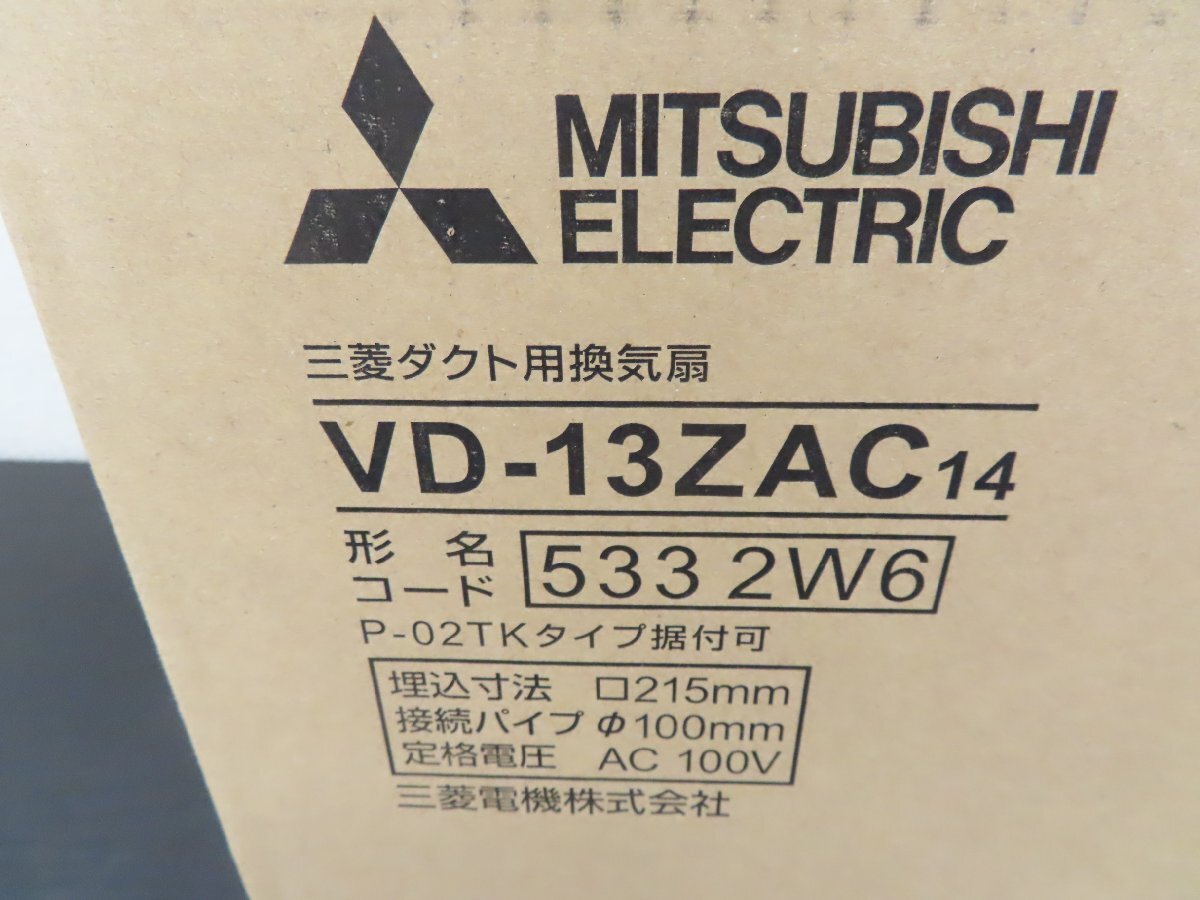 MITSUBISHI
ELECTRIC
三菱ダクト用換気扇
VD-13ZAC14
形名
コード 533 2W6
P-02TKタイプ据付可
埋込寸法 □215mm
接続パイプ φ100mm
定格電圧 AC 100V
三菱電機株式会社